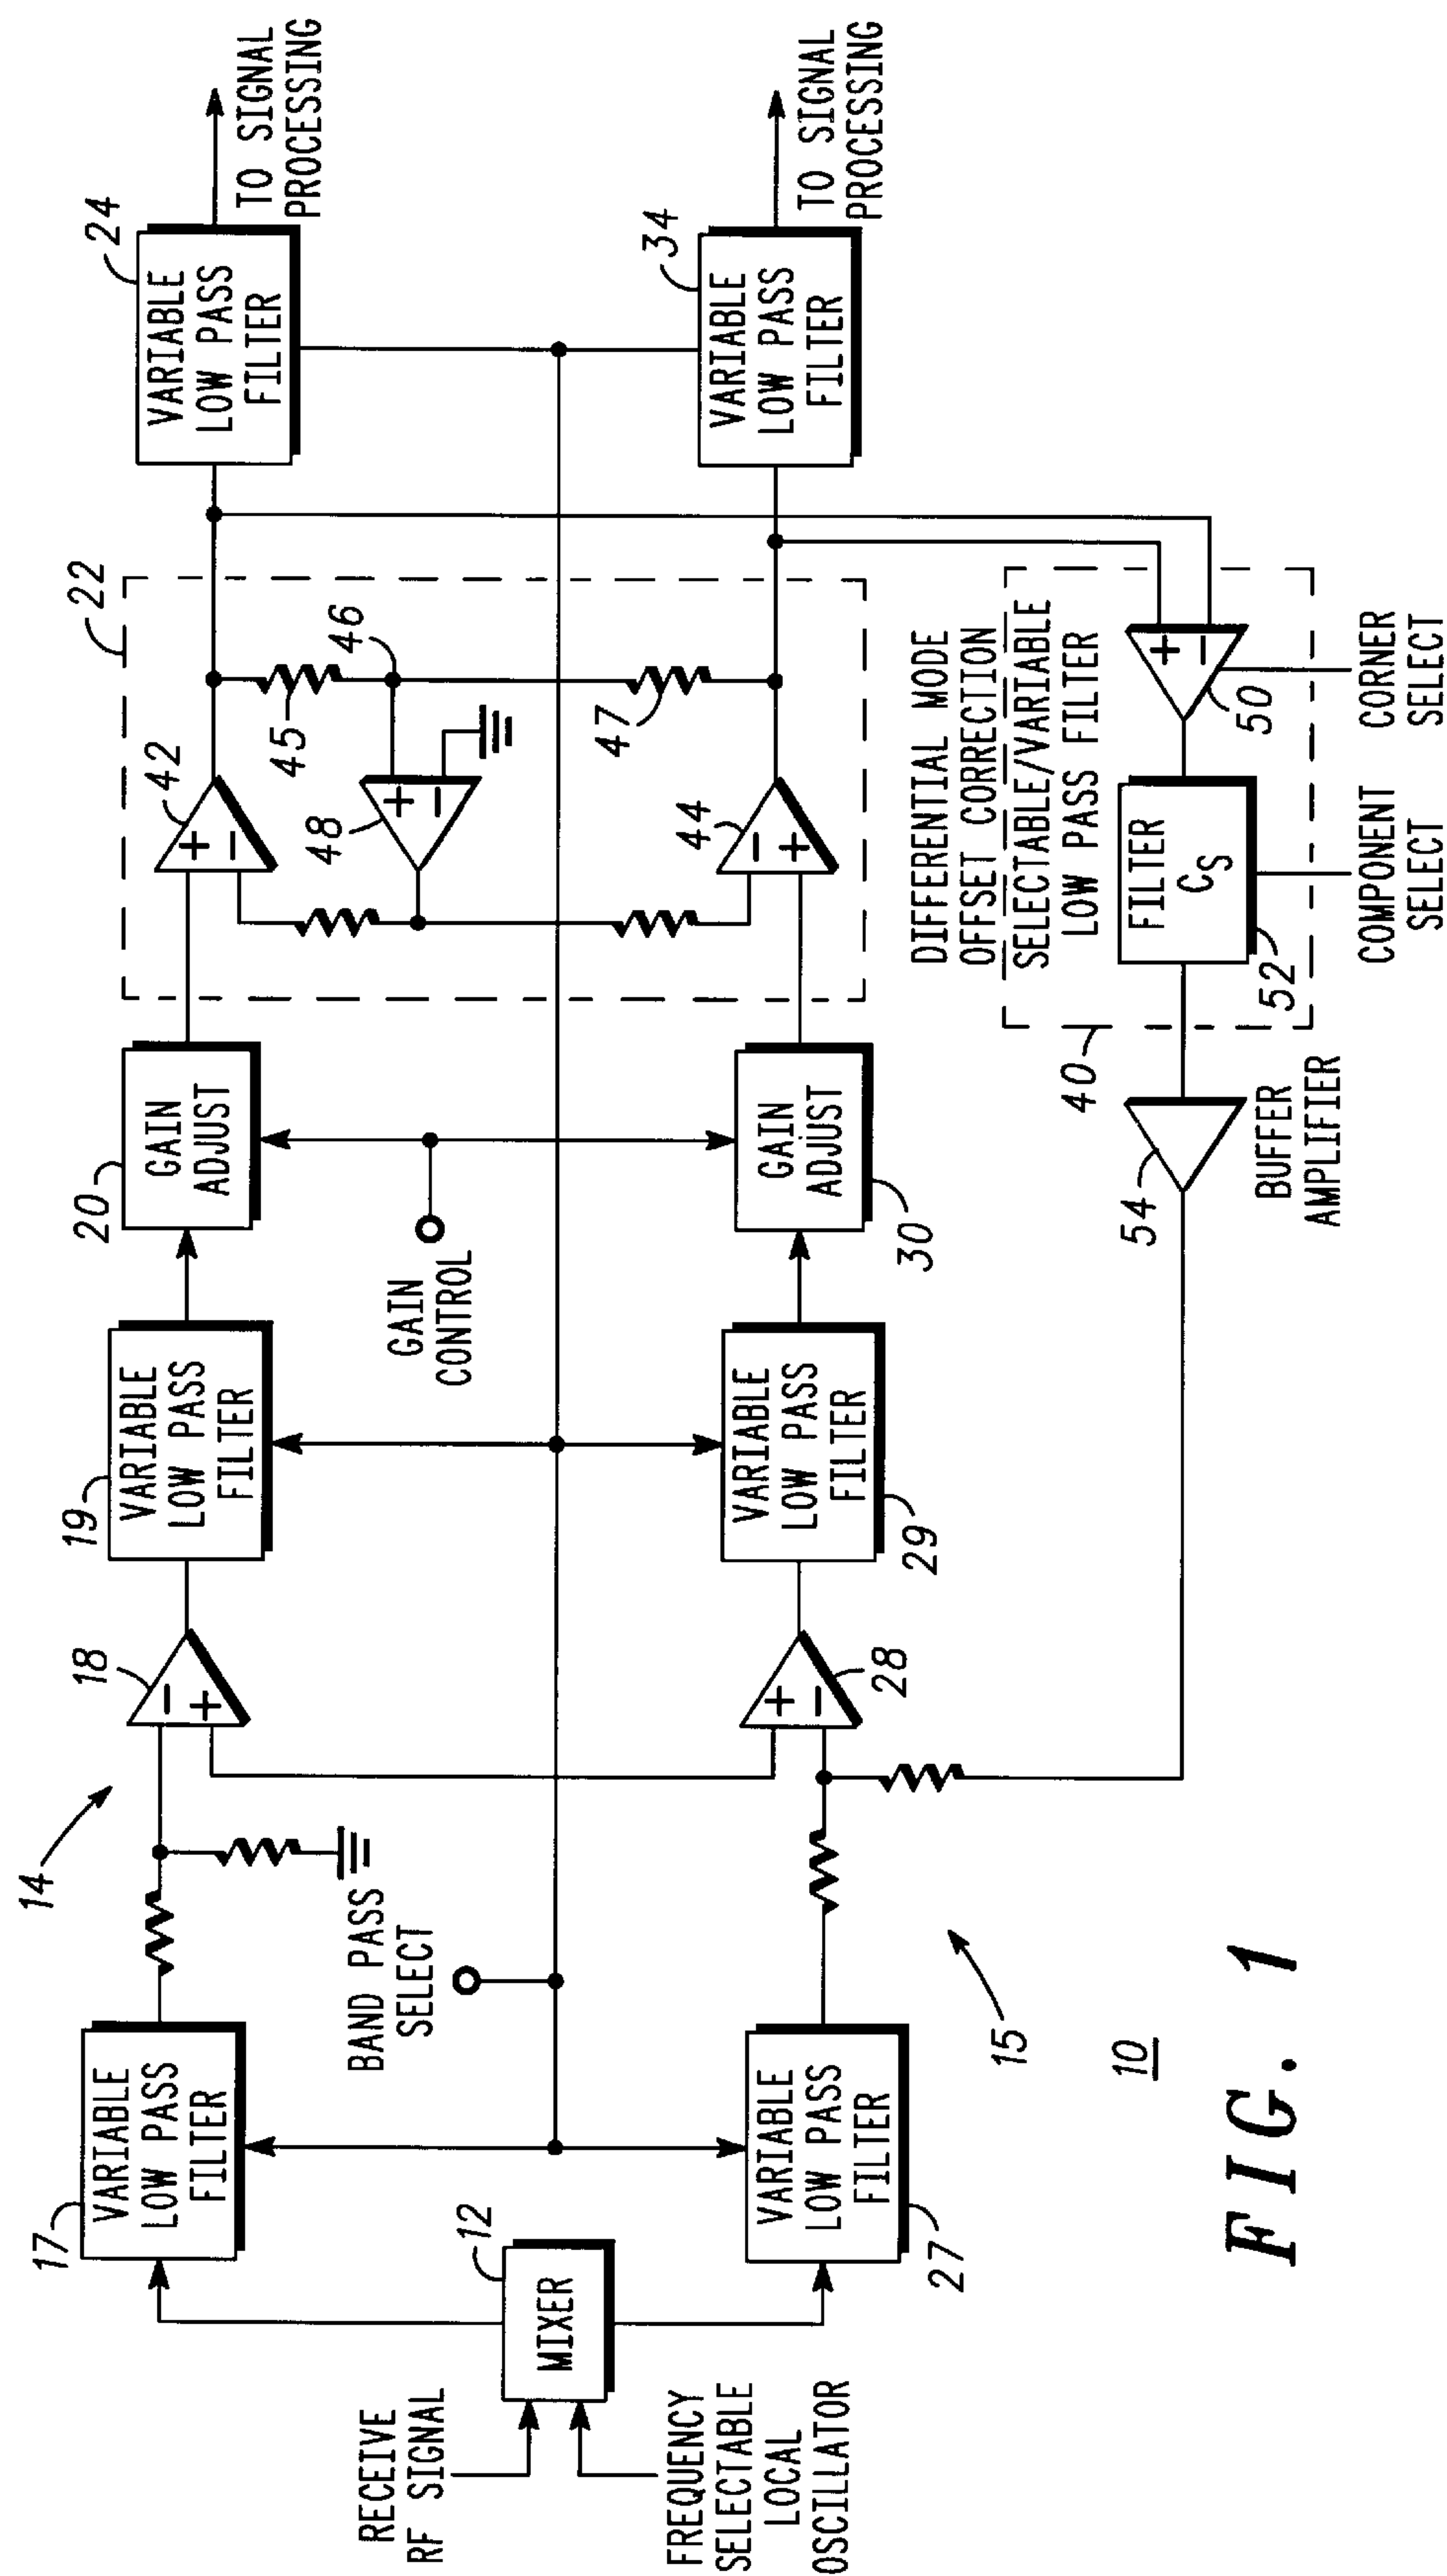 RECEIVE
RF SIGNAL
FREQUENCY
SELECTABLE
LOCAL
OSCILLATOR
12
MIXER
17
VARIABLE
LOW PASS
FILTER
27
VARIABLE
LOW PASS
FILTER
BAND PASS
SELECT
14
15
18
−
+
28
+
−
19
VARIABLE
LOW PASS
FILTER
29
VARIABLE
LOW PASS
FILTER
GAIN
CONTROL
20
GAIN
ADJUST
30
GAIN
ADJUST
22
42
+
−
45
46
48
+
−
47
44
−
+
24
VARIABLE
LOW PASS
FILTER
TO SIGNAL
PROCESSING
34
VARIABLE
LOW PASS
FILTER
TO SIGNAL
PROCESSING
DIFFERENTIAL MODE
OFFSET CORRECTION
SELECTABLE/VARIABLE
LOW PASS FILTER
40
50
+
−
CORNER
SELECT
52
FILTER
CS
COMPONENT
SELECT
54
BUFFER
AMPLIFIER
10
FIG. 1